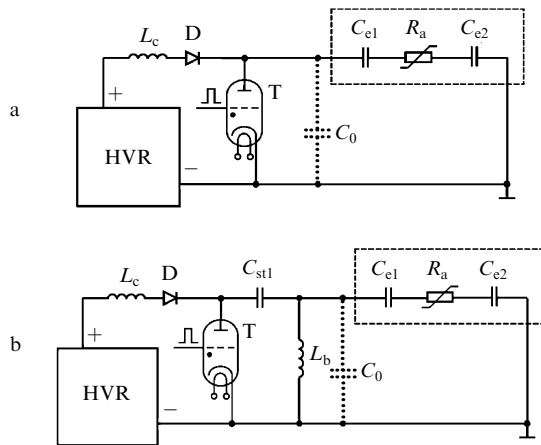 a
L_c
D
T
C_0
C_e1
R_a
C_e2
+
−
HVR
b
L_c
D
C_st1
T
L_b
C_0
C_e1
R_a
C_e2
+
−
HVR